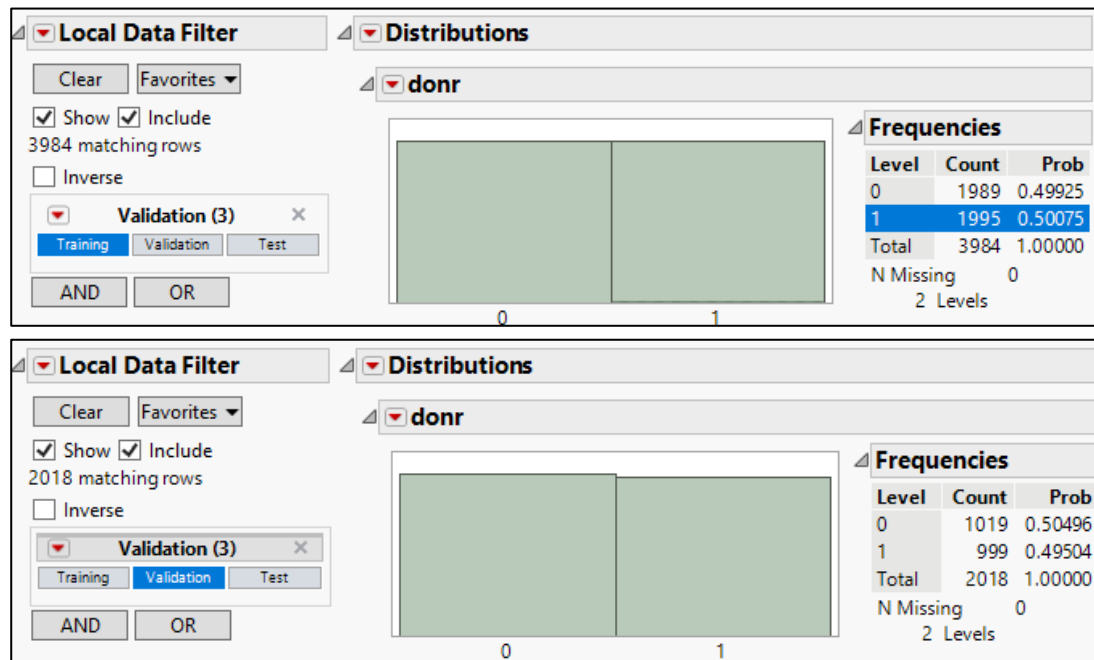 Local Data Filter
Clear Favorites
Show Include
3984 matching rows
Inverse
Validation (3)
Training Validation Test
AND OR
Distributions
donr
0 1
Frequencies
Level Count Prob
0 1989 0.49925
1 1995 0.50075
Total 3984 1.00000
N Missing 0
2 Levels
Local Data Filter
Clear Favorites
Show Include
2018 matching rows
Inverse
Validation (3)
Training Validation Test
AND OR
Distributions
donr
0 1
Frequencies
Level Count Prob
0 1019 0.50496
1 999 0.49504
Total 2018 1.00000
N Missing 0
2 Levels